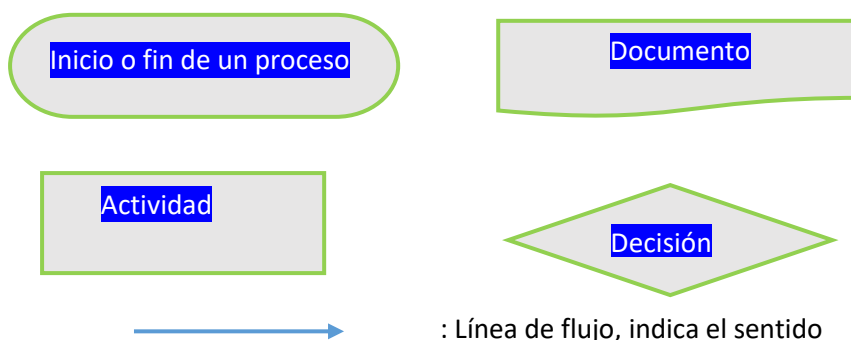 Inicio o fin de un proceso
Documento
Actividad
Decisión
: Línea de flujo, indica el sentido